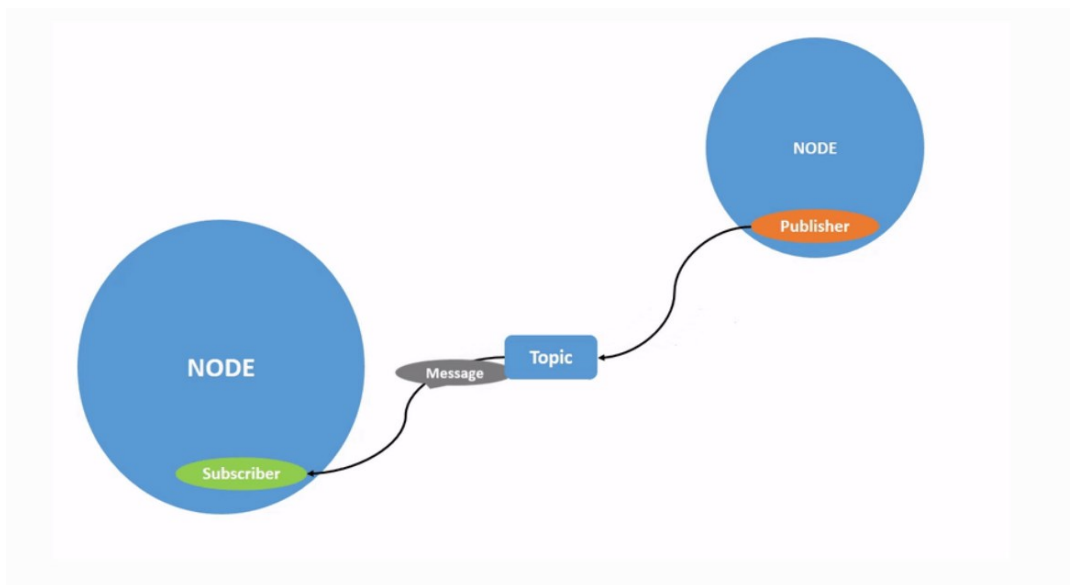 NODE
Publisher
Topic
Message
NODE
Subscriber